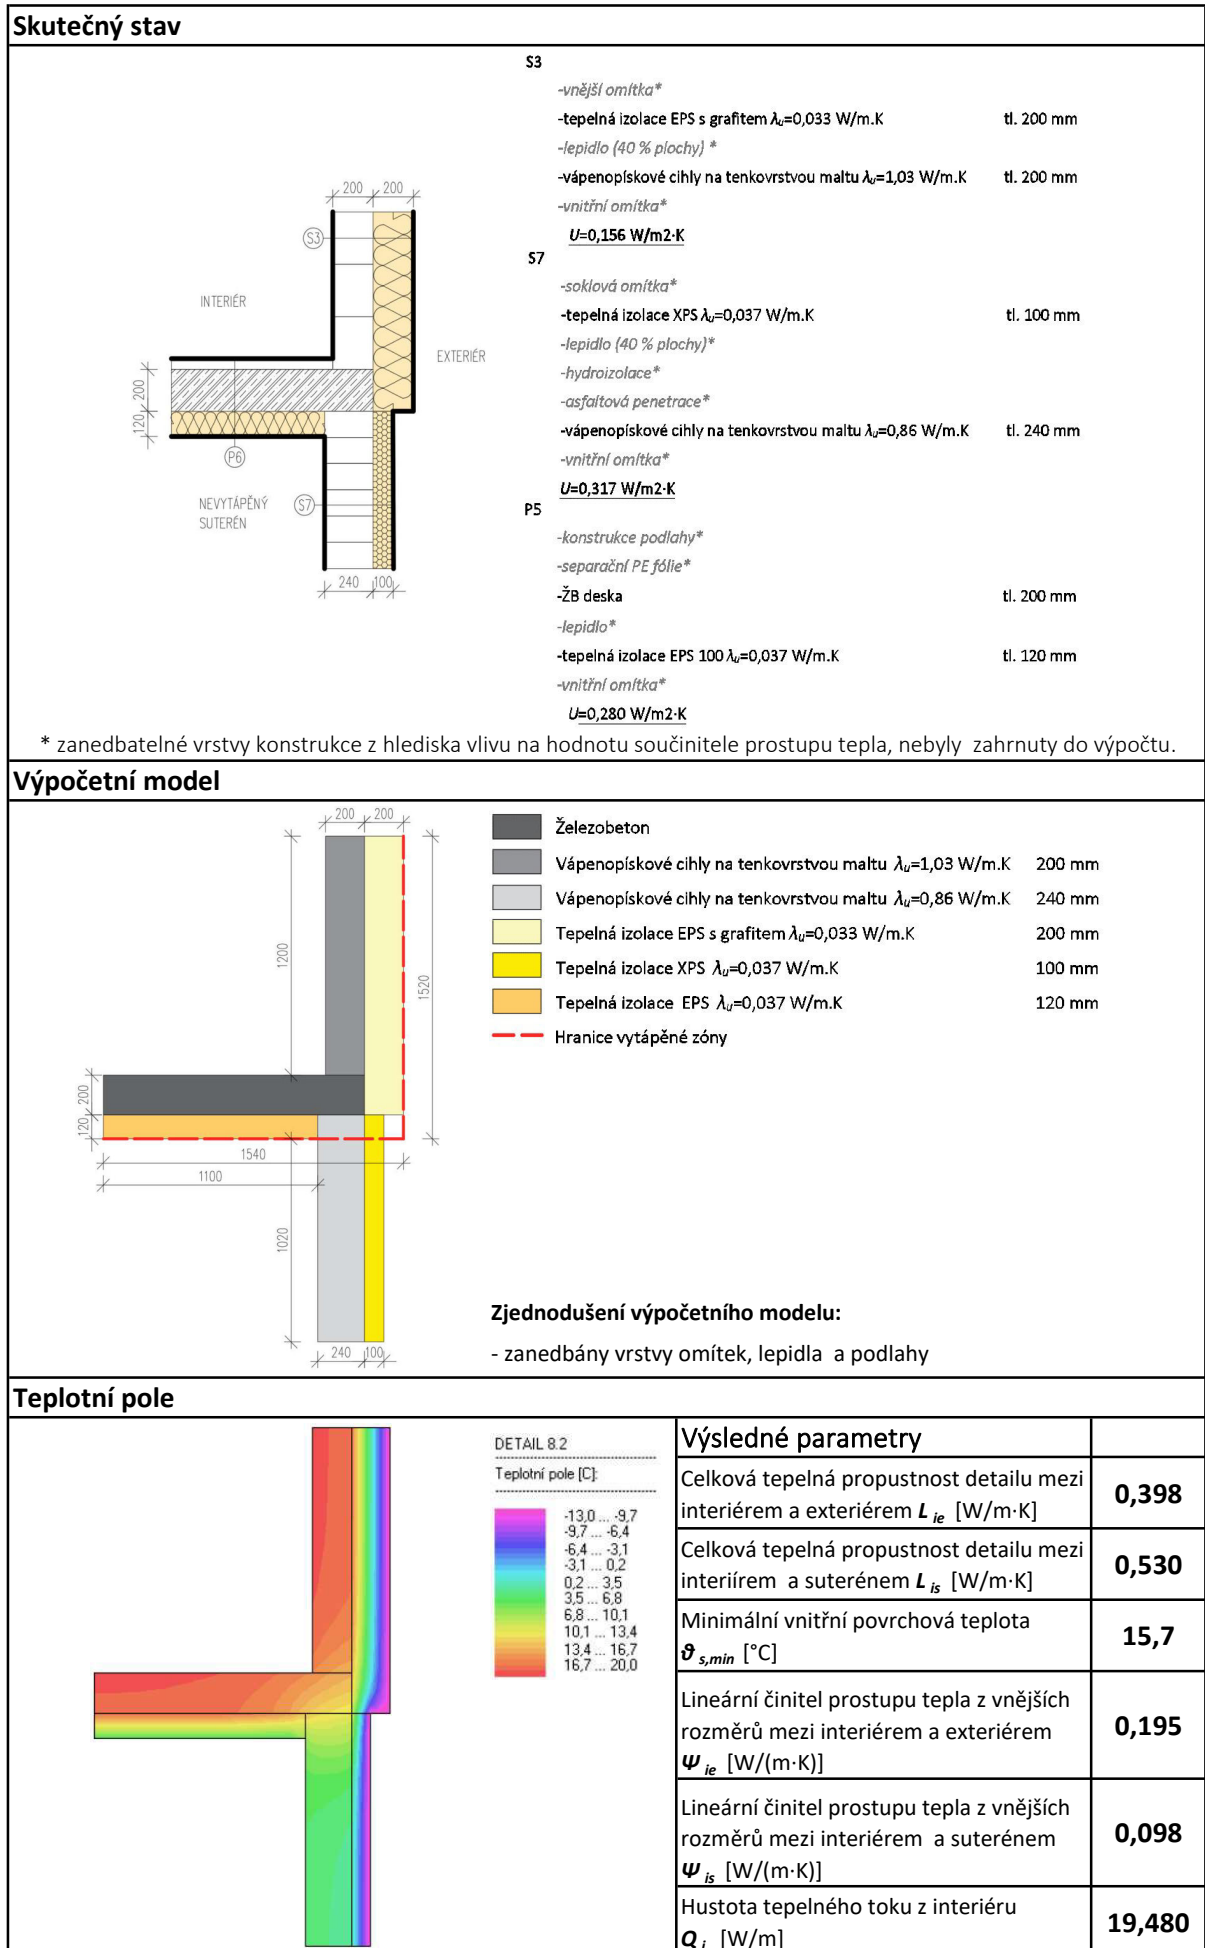 Skutečný stav
S3
-vnější omítka*
-tepelná izolace EPS s grafitem λu=0,033 W/m.K tl. 200 mm
-lepidlo (40 % plochy) *
-vápenopískové cihly na tenkovrstvou maltu λu=1,03 W/m.K tl. 200 mm
-vnitřní omítka*
U=0,156 W/m2·K
S7
-soklová omítka*
-tepelná izolace XPS λu=0,037 W/m.K tl. 100 mm
-lepidlo (40 % plochy)*
-hydroizolace*
-asfaltová penetrace*
-vápenopískové cihly na tenkovrstvou maltu λu=0,86 W/m.K tl. 240 mm
-vnitřní omítka*
U=0,317 W/m2·K
P5
-konstrukce podlahy*
-separační PE fólie*
-ŽB deska tl. 200 mm
-lepidlo*
-tepelná izolace EPS 100 λu=0,037 W/m.K tl. 120 mm
-vnitřní omítka*
U=0,280 W/m2·K
200 200
S3
INTERIÉR
EXTERIÉR
200
120
P6
NEVYTÁPĚNÝ
SUTERÉN
S7
240 100
* zanedbatelné vrstvy konstrukce z hlediska vlivu na hodnotu součinitele prostupu tepla, nebyly zahrnuty do výpočtu.
Výpočetní model
200 200
1200
1520
200
120
1540
1100
1020
240 100
Železobeton
Vápenopískové cihly na tenkovrstvou maltu λu=1,03 W/m.K 200 mm
Vápenopískové cihly na tenkovrstvou maltu λu=0,86 W/m.K 240 mm
Tepelná izolace EPS s grafitem λu=0,033 W/m.K 200 mm
Tepelná izolace XPS λu=0,037 W/m.K 100 mm
Tepelná izolace EPS λu=0,037 W/m.K 120 mm
Hranice vytápěné zóny
Zjednodušení výpočetního modelu:
- zanedbány vrstvy omítek, lepidla a podlahy
Teplotní pole
DETAIL 8.2
Teplotní pole [C]:
-13,0 ... -9,7
-9,7 ... -6,4
-6,4 ... -3,1
-3,1 ... 0,2
0,2 ... 3,5
3,5 ... 6,8
6,8 ... 10,1
10,1 ... 13,4
13,4 ... 16,7
16,7 ... 20,0
Výsledné parametry
Celková tepelná propustnost detailu mezi
interiérem a exteriérem L ie [W/m·K] 0,398
Celková tepelná propustnost detailu mezi
interiírem a suterénem L is [W/m·K] 0,530
Minimální vnitřní povrchová teplota
ϑ s,min [°C] 15,7
Lineární činitel prostupu tepla z vnějších
rozměrů mezi interiérem a exteriérem
Ψ ie [W/(m·K)] 0,195
Lineární činitel prostupu tepla z vnějších
rozměrů mezi interiérem a suterénem
Ψ is [W/(m·K)] 0,098
Hustota tepelného toku z interiéru
Q i [W/m] 19,480